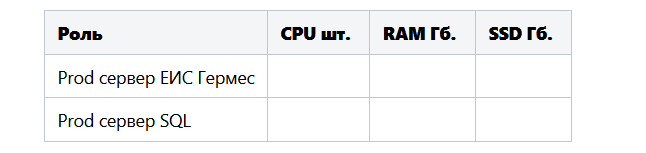 Роль CPU шт. RAM Гб. SSD Гб.
Prod сервер ЕИС Гермес
Prod сервер SQL